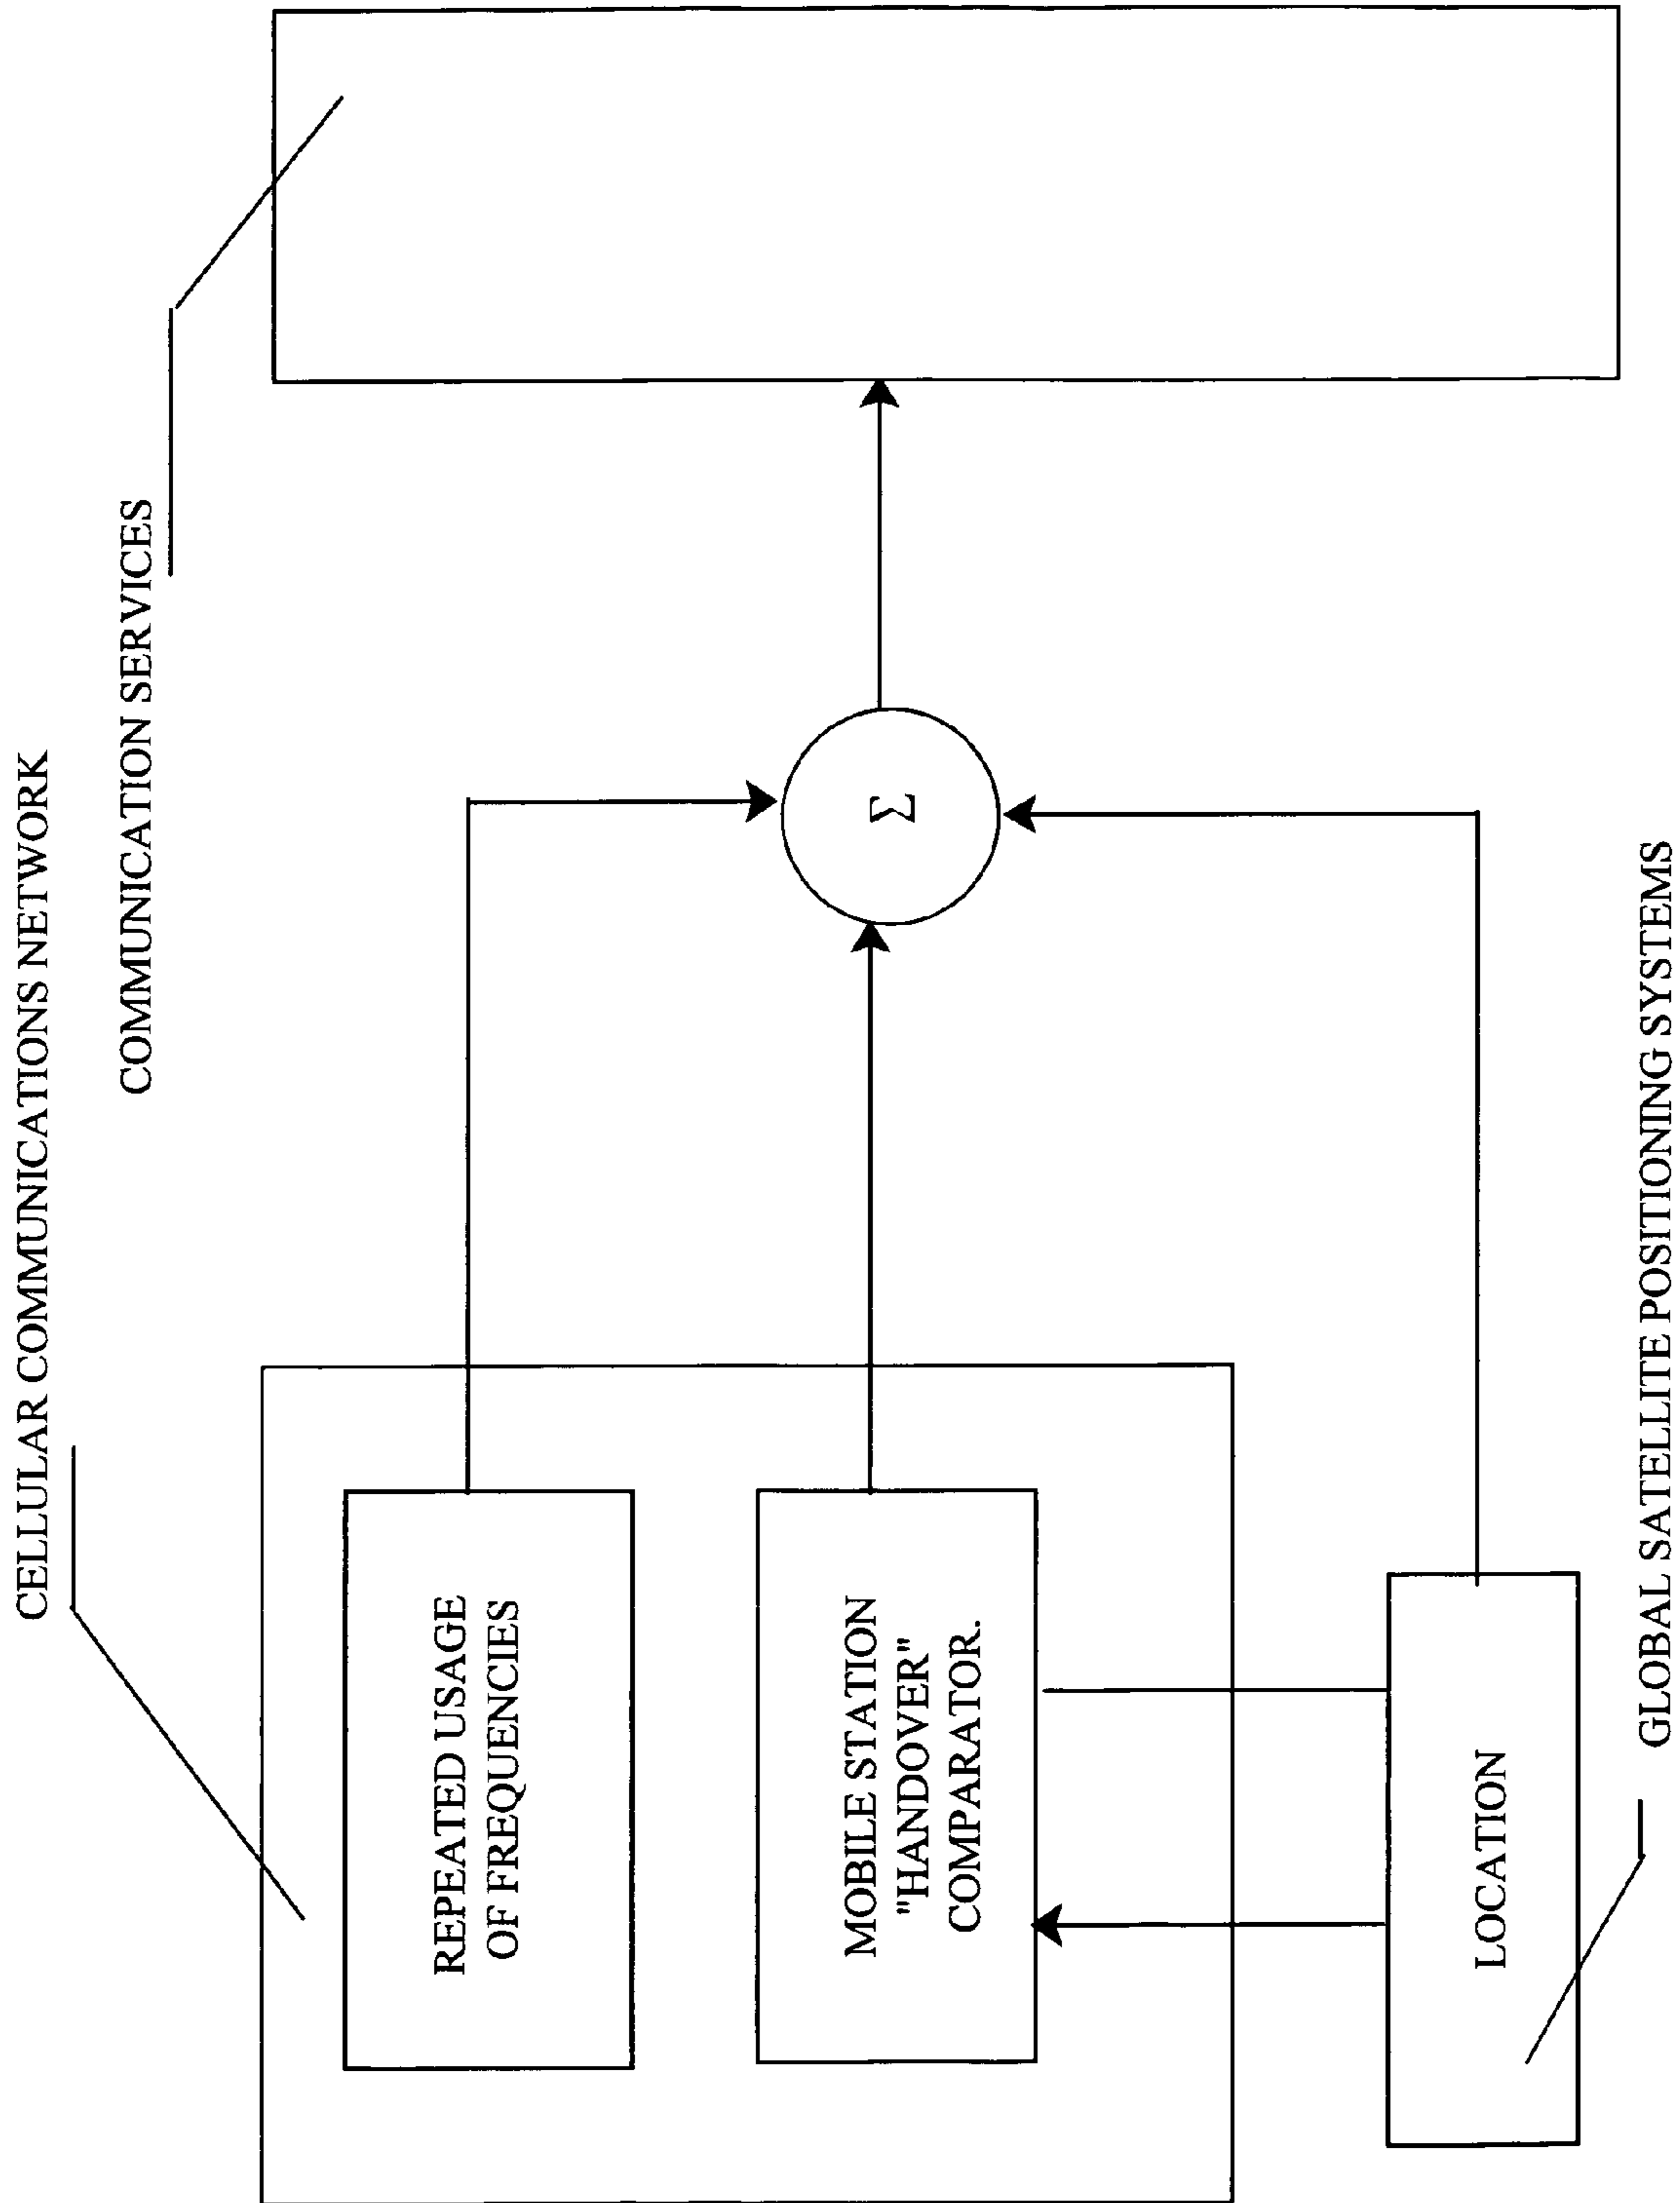 CELLULAR COMMUNICATIONS NETWORK
COMMUNICATION SERVICES
REPEATED USAGE
OF FREQUENCIES
MOBILE STATION
"HANDOVER"
COMPARATOR.
Σ
LOCATION
GLOBAL SATELLITE POSITIONING SYSTEMS